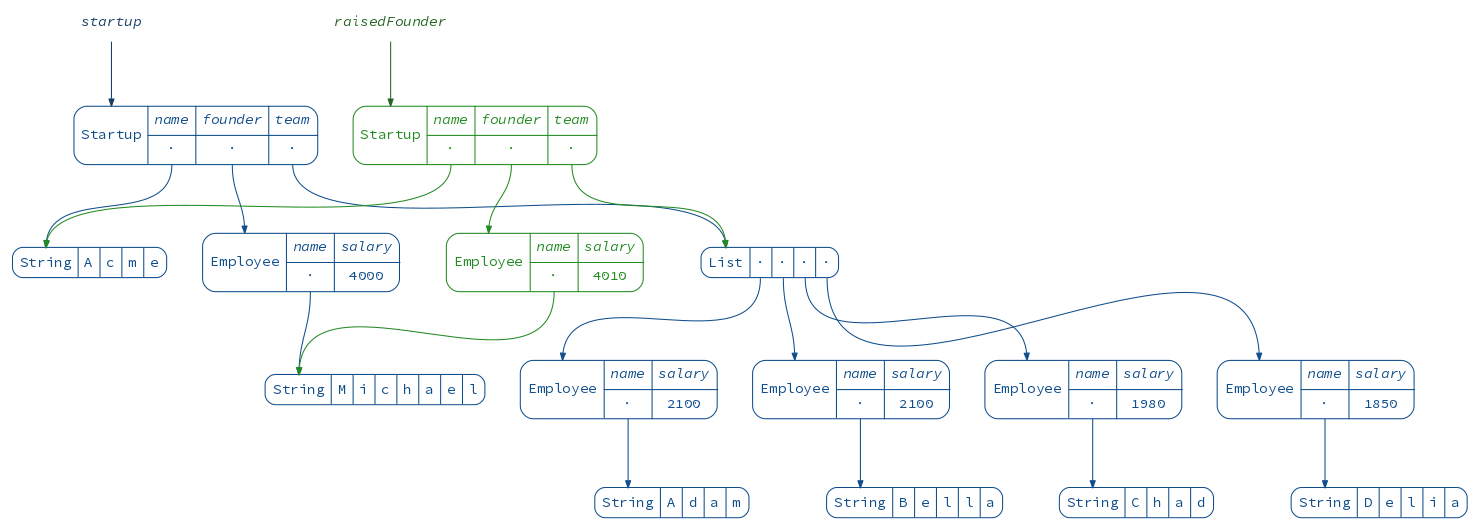 startup raisedFounder
Startup name founder team Startup name founder team
· · · · · ·
String A c m e Employee name salary · 4000 Employee name salary · 4010 List · · · ·
String M i c h a e l Employee name salary · 2100 Employee name salary · 2100 Employee name salary · 1980 Employee name salary · 1850
String A d a m String B e l l a String C h a d String D e l i a